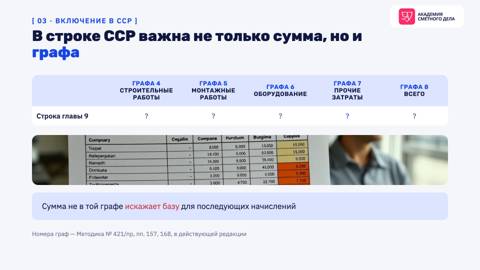 [ 03 · ВКЛЮЧЕНИЕ В ССР ]
АКАДЕМИЯ
СМЕТНОГО ДЕЛА
В строке ССР важна не только сумма, но и
графа
ГРАФА 4
СТРОИТЕЛЬНЫЕ
РАБОТЫ
ГРАФА 5
МОНТАЖНЫЕ
РАБОТЫ
ГРАФА 6
ОБОРУДОВАНИЕ
ГРАФА 7
ПРОЧИЕ
ЗАТРАТЫ
ГРАФА 8
ВСЕГО
Строка главы 9 ? ? ? ? ?
Company
Сумма не в той графе искажает базу для последующих начислений
Номера граф — Методика № 421/пр, пп. 157, 168, в действующей редакции